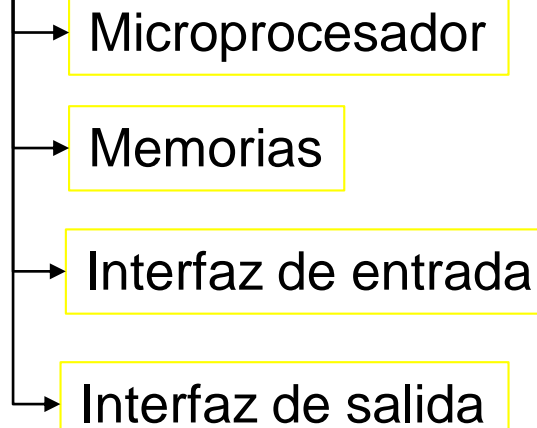 Microprocesador
Memorias
Interfaz de entrada
Interfaz de salida